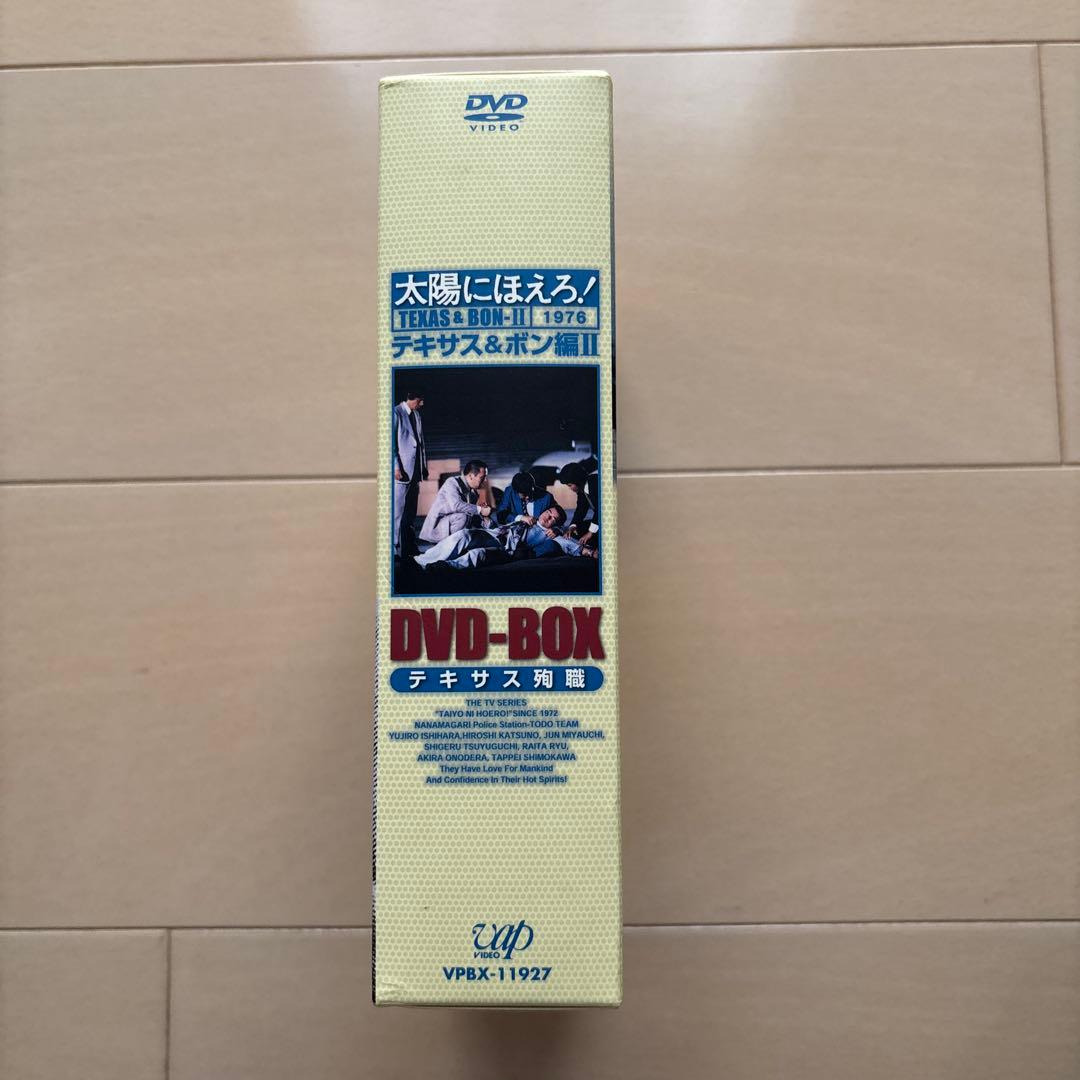 DVD
VIDEO
太陽にほえろ!
TEXAS & BON-II 1976
テキサス&ボン編II
DVD-BOX
テキサス殉職
THE TV SERIES
"TAIYO NI HOERO!"SINCE 1972
NANAMAGARI Police Station-TODO TEAM
YUJIRO ISHIHARA,HIROSHI KATSUNO, JUN MIYAUCHI,
SHIGERU TSUYUGUCHI, RAITA RYU,
AKIRA ONODERA, TAPPEI SHIMOKAWA
They Have Love For Mankind
And Confidence In Their Hot Spirits!
vap
VIDEO
VPBX-11927